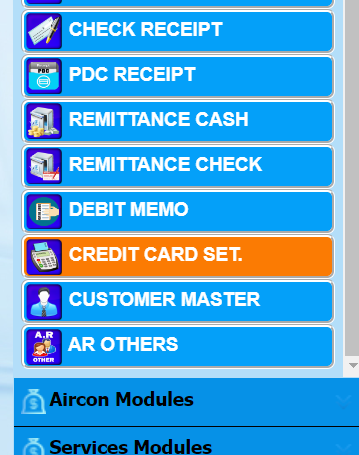 CHECK RECEIPT
PDC
PDC RECEIPT
REMITTANCE CASH
REMITTANCE CHECK
DEBIT MEMO
CREDIT CARD SET.
CUSTOMER MASTER
A.R
OTHER
AR OTHERS
Aircon Modules
Services Modules